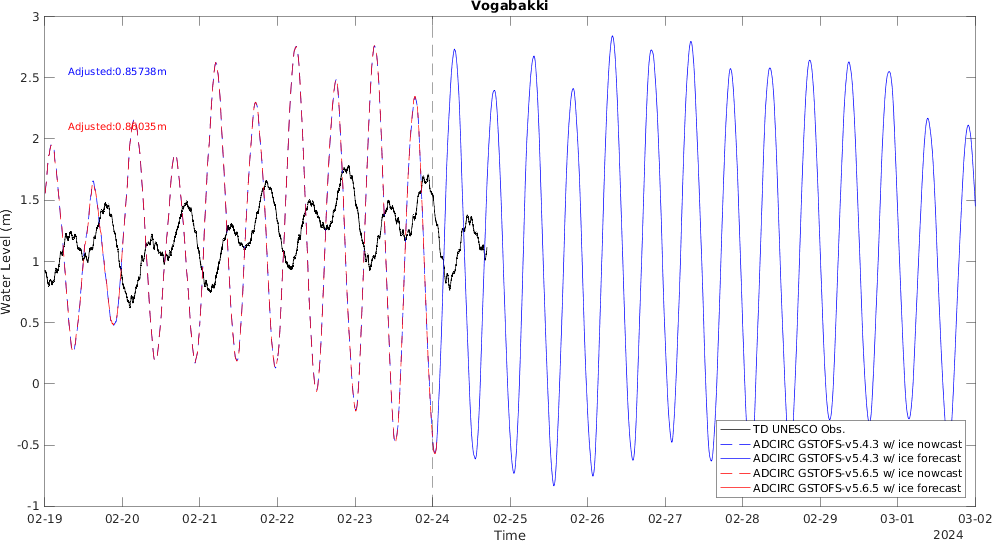 Vogabakki
3
2.5
2
1.5
1
0.5
0
-0.5
-1
Water Level (m)
Adjusted:0.85738m
Adjusted:0.88035m
TD UNESCO Obs.
ADCIRC GSTOFS-v5.4.3 w/ ice nowcast
ADCIRC GSTOFS-v5.4.3 w/ ice forecast
ADCIRC GSTOFS-v5.6.5 w/ ice nowcast
ADCIRC GSTOFS-v5.6.5 w/ ice forecast
02-19 02-20 02-21 02-22 02-23 02-24 02-25 02-26 02-27 02-28 02-29 03-01 03-02
Time
2024